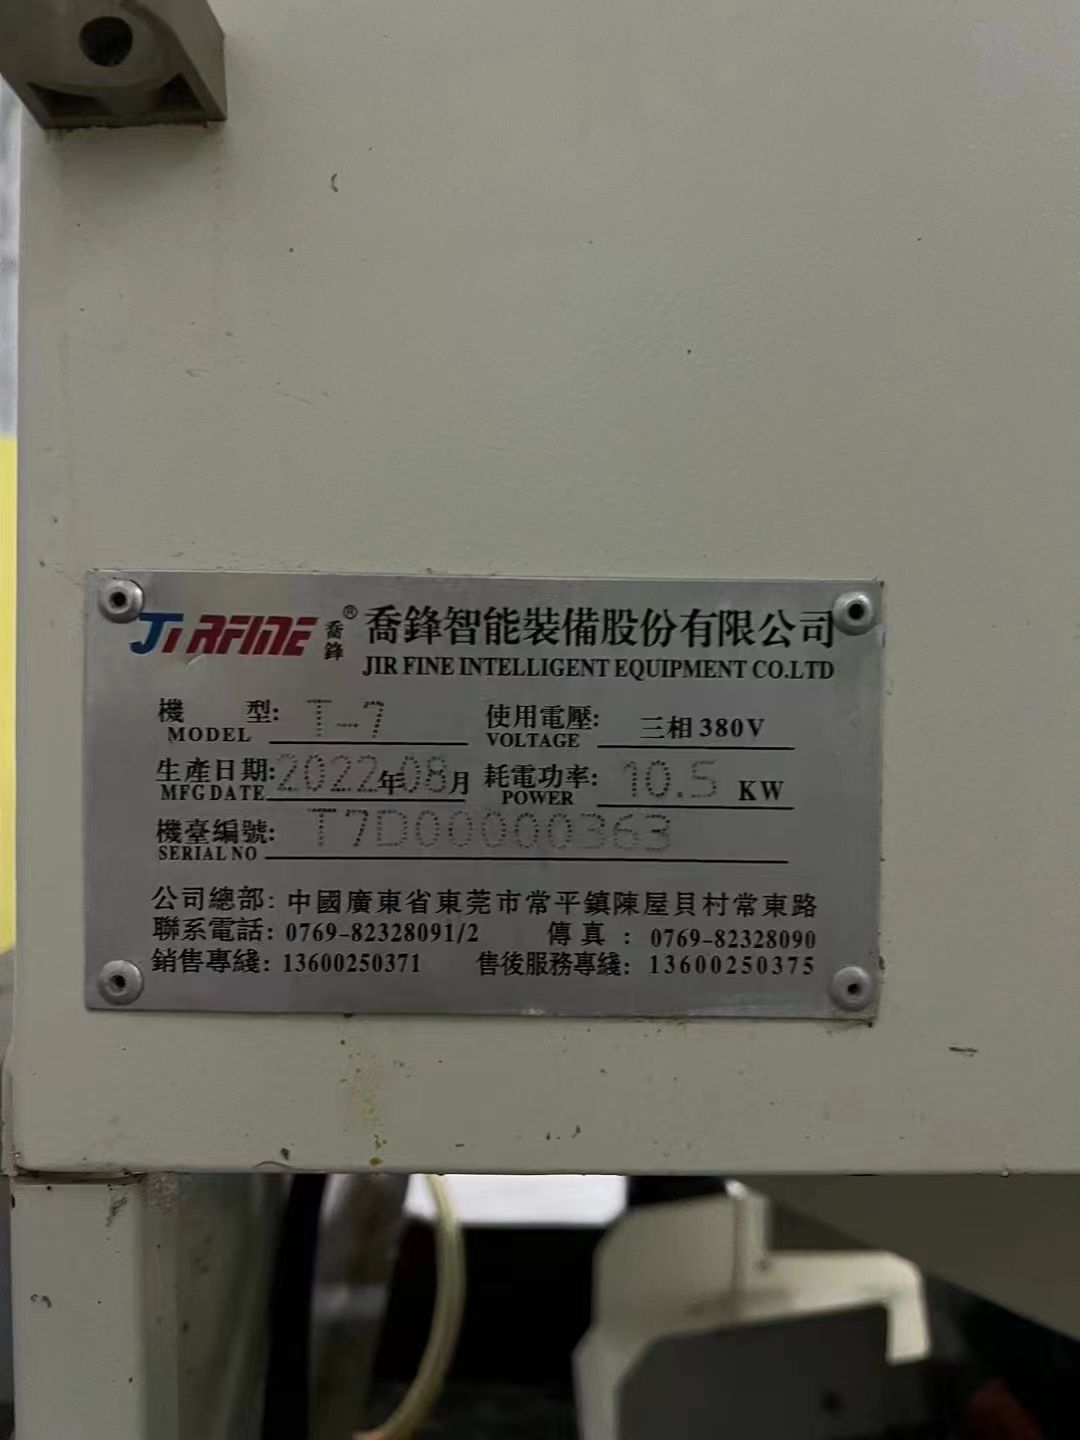 JIRFINE® 喬鋒 喬鋒智能裝備股份有限公司
JIR FINE INTELLIGENT EQUIPMENT CO.LTD
機 型: T-7 使用電壓: 三相380V
MODEL VOLTAGE
生產日期: 2022年08月 耗電功率: 10.5 KW
MFG DATE POWER
機臺編號: T7D00000363
SERIAL NO
公司總部: 中國廣東省東莞市常平鎮陳屋貝村常東路
聯系電話: 0769-82328091/2 傳真: 0769-82328090
銷售專綫: 13600250371 售後服務專綫: 13600250375